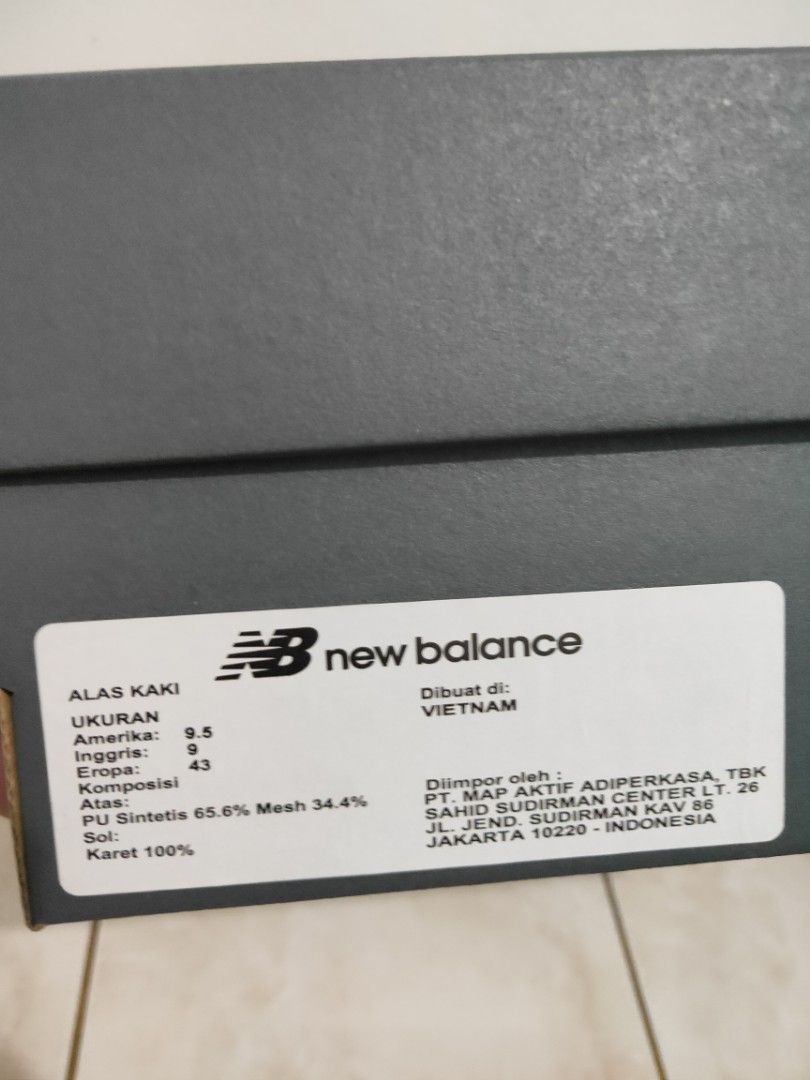 NB new balance
ALAS KAKI
UKURAN
Amerika: 9.5
Inggris: 9
Eropa: 43
Komposisi
Atas:
PU Sintetis 65.6% Mesh 34.4%
Sol:
Karet 100%
Dibuat di:
VIETNAM
Diimpor oleh :
PT. MAP AKTIF ADIPERKASA, TBK
SAHID SUDIRMAN CENTER LT. 26
JL. JEND. SUDIRMAN KAV 86
JAKARTA 10220 - INDONESIA